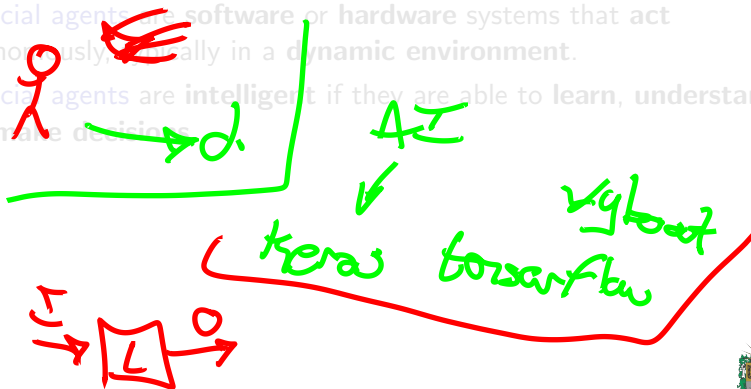 cial agents are software or hardware systems that act
nomously, typically in a dynamic environment.
cial agents are intelligent if they are able to learn, understa
make decisions
d.
AI
xgboost
keras tensorflow
I
L
O